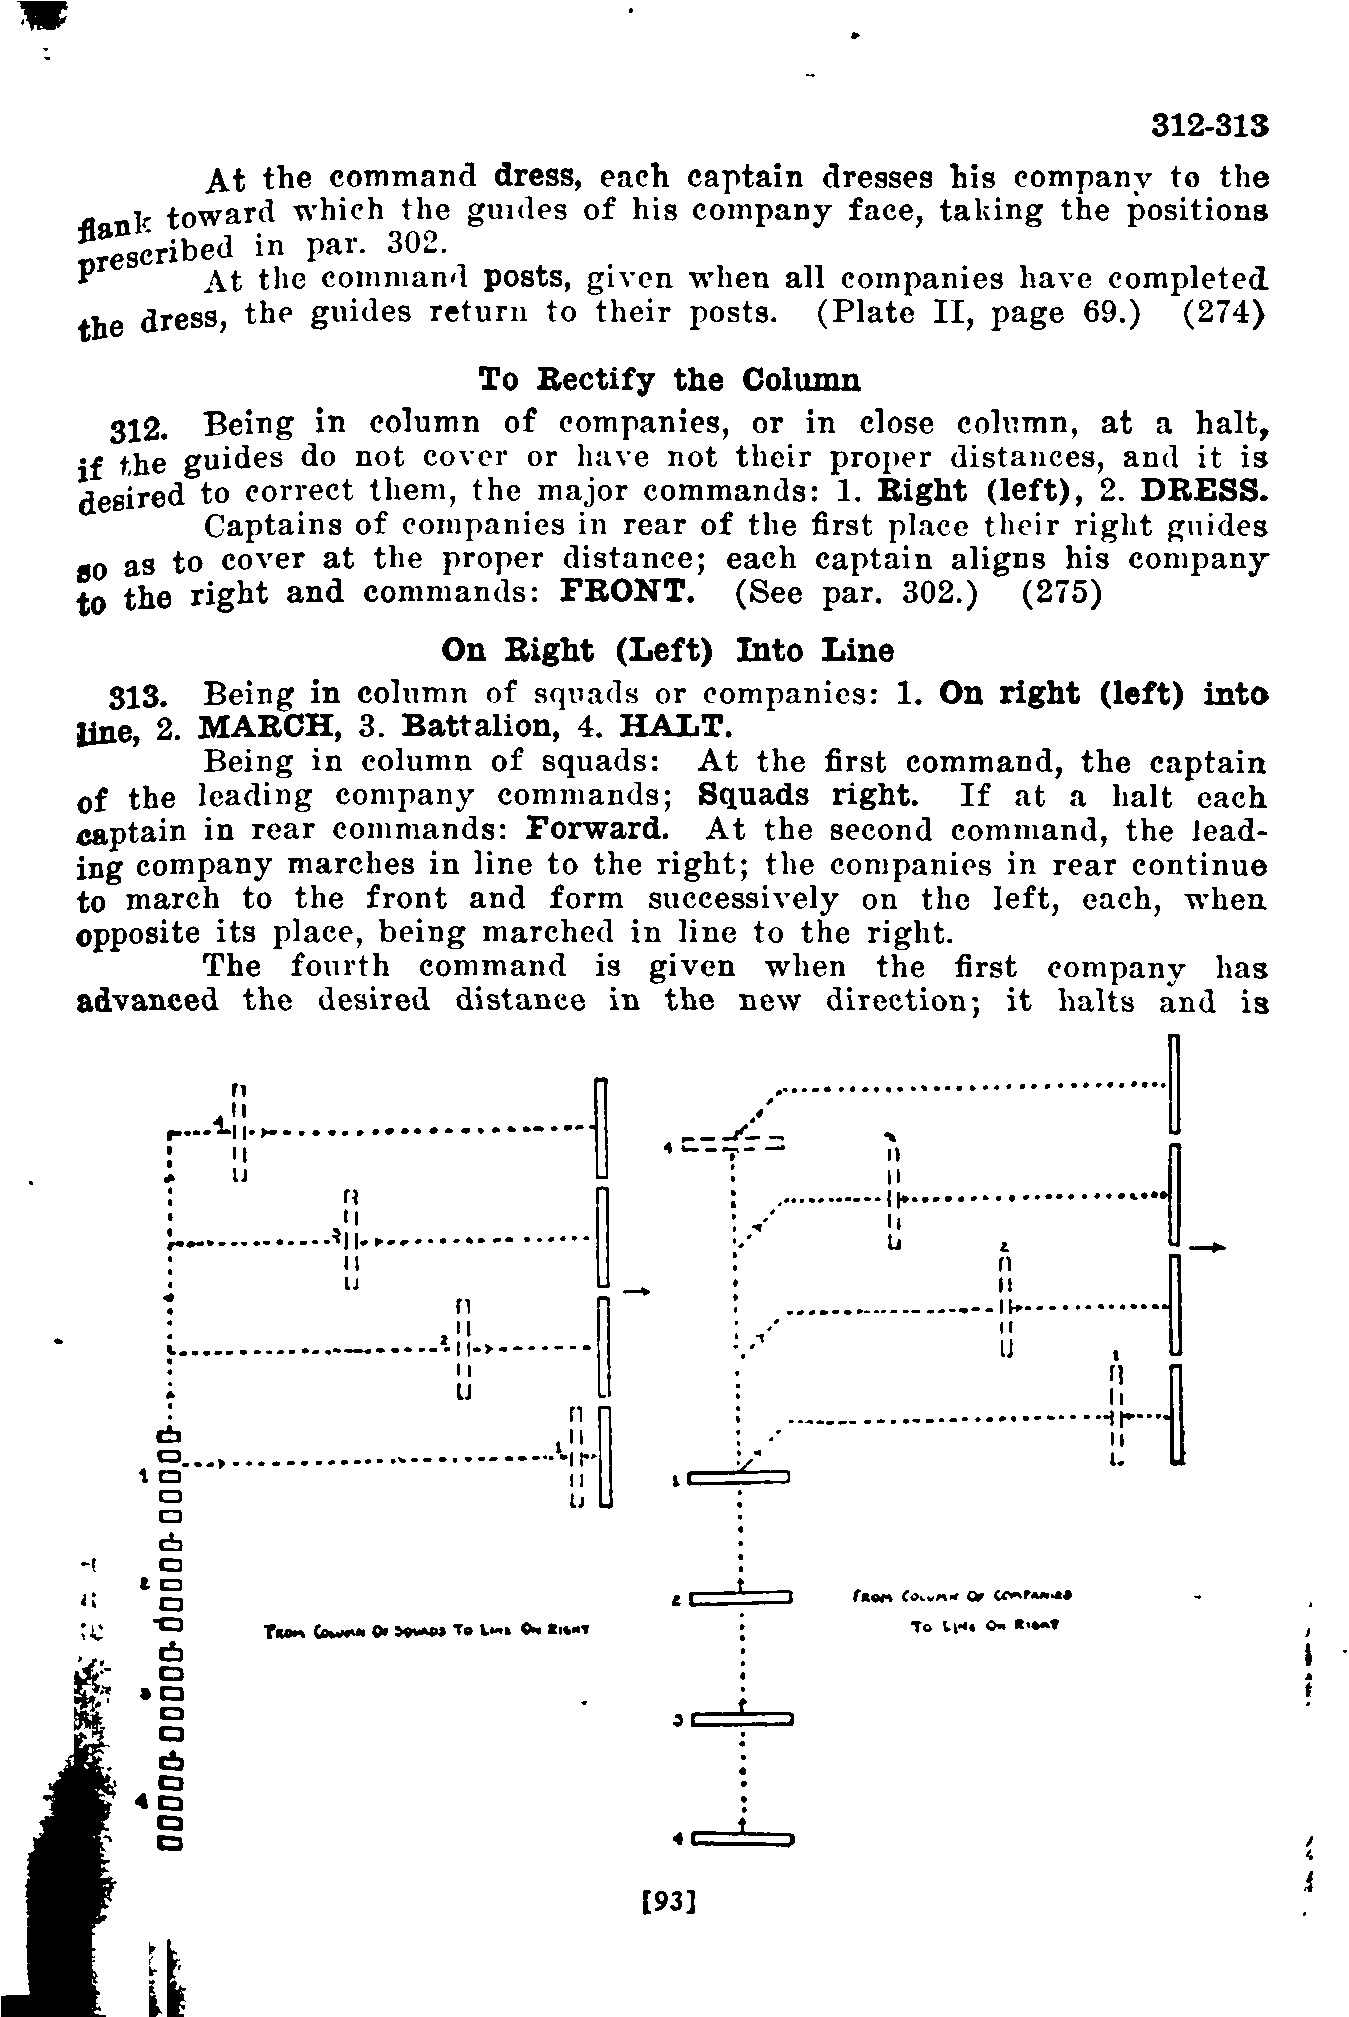 312-313
At the command dress, each captain dresses his company to the
flank toward which the guides of his company face, taking the positions
prescribed in par. 302.
At the command posts, given when all companies have completed
the dress, the guides return to their posts. (Plate II, page 69.) (274)
To Rectify the Column
312. Being in column of companies, or in close column, at a halt,
if the guides do not cover or have not their proper distances, and it is
desired to correct them, the major commands: 1. Right (left), 2. DRESS.
Captains of companies in rear of the first place their right guides
so as to cover at the proper distance; each captain aligns his company
to the right and commands: FRONT. (See par. 302.) (275)
On Right (Left) Into Line
313. Being in column of squads or companies: 1. On right (left) into
line, 2. MARCH, 3. Battalion, 4. HALT.
Being in column of squads: At the first command, the captain
of the leading company commands; Squads right. If at a halt each
captain in rear commands: Forward. At the second command, the lead-
ing company marches in line to the right; the companies in rear continue
to march to the front and form successively on the left, each, when
opposite its place, being marched in line to the right.
The fourth command is given when the first company has
advanced the desired distance in the new direction; it halts and is
4
3
2
1
1
2
3
4
FROM COLUMN OF SQUADS TO LINE ON RIGHT
4
2
1
1
2
3
4
FROM COLUMN OF COMPANIES
TO LINE ON RIGHT
[93]